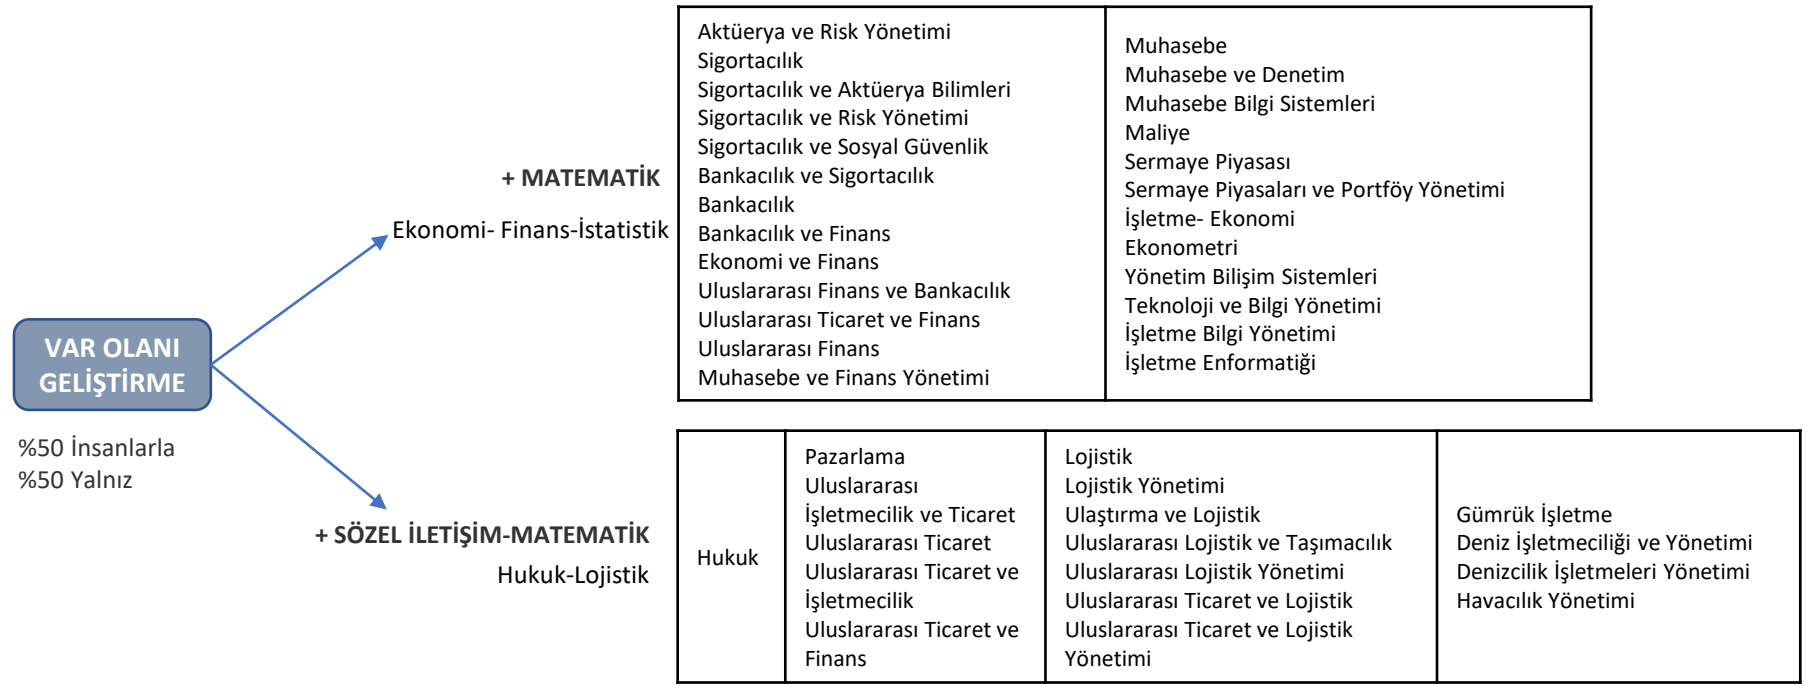 VAR OLANI
GELİŞTİRME
%50 İnsanlarla
%50 Yalnız
+ MATEMATİK
Ekonomi- Finans-İstatistik
Aktüerya ve Risk Yönetimi
Sigortacılık
Sigortacılık ve Aktüerya Bilimleri
Sigortacılık ve Risk Yönetimi
Sigortacılık ve Sosyal Güvenlik
Bankacılık ve Sigortacılık
Bankacılık
Bankacılık ve Finans
Ekonomi ve Finans
Uluslararası Finans ve Bankacılık
Uluslararası Ticaret ve Finans
Uluslararası Finans
Muhasebe ve Finans Yönetimi
Muhasebe
Muhasebe ve Denetim
Muhasebe Bilgi Sistemleri
Maliye
Sermaye Piyasası
Sermaye Piyasaları ve Portföy Yönetimi
İşletme- Ekonomi
Ekonometri
Yönetim Bilişim Sistemleri
Teknoloji ve Bilgi Yönetimi
İşletme Bilgi Yönetimi
İşletme Enformatiği
+ SÖZEL İLETİŞİM-MATEMATİK
Hukuk-Lojistik
Hukuk
Pazarlama
Uluslararası
İşletmecilik ve Ticaret
Uluslararası Ticaret
Uluslararası Ticaret ve
İşletmecilik
Uluslararası Ticaret ve
Finans
Lojistik
Lojistik Yönetimi
Ulaştırma ve Lojistik
Uluslararası Lojistik ve Taşımacılık
Uluslararası Lojistik Yönetimi
Uluslararası Ticaret ve Lojistik
Uluslararası Ticaret ve Lojistik
Yönetimi
Gümrük İşletme
Deniz İşletmeciliği ve Yönetimi
Denizcilik İşletmeleri Yönetimi
Havacılık Yönetimi